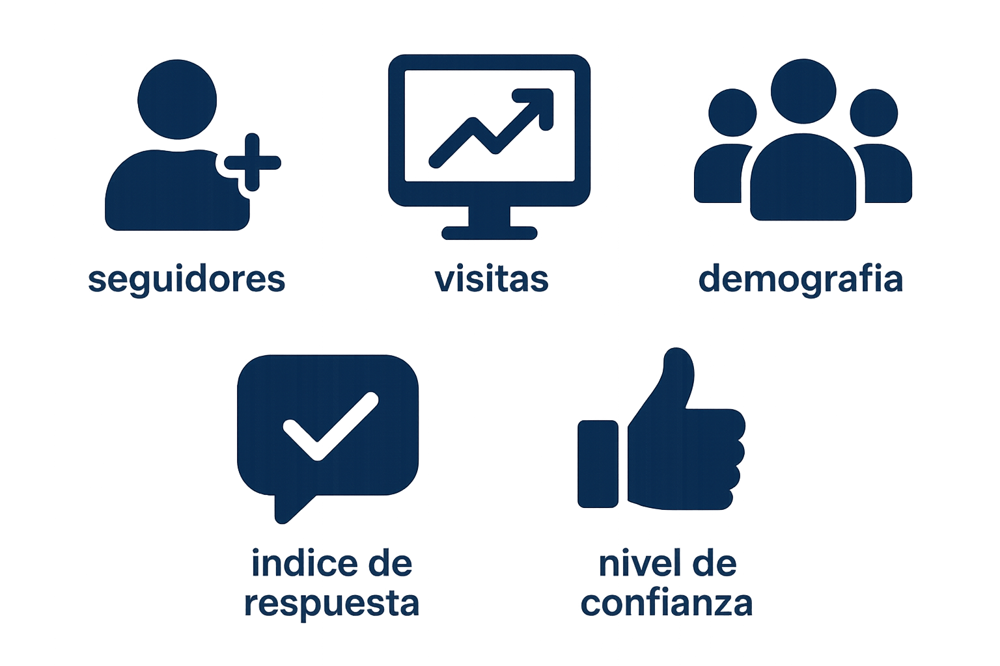 seguidores
visitas
demografia
indice de
respuesta
nivel de
confianza